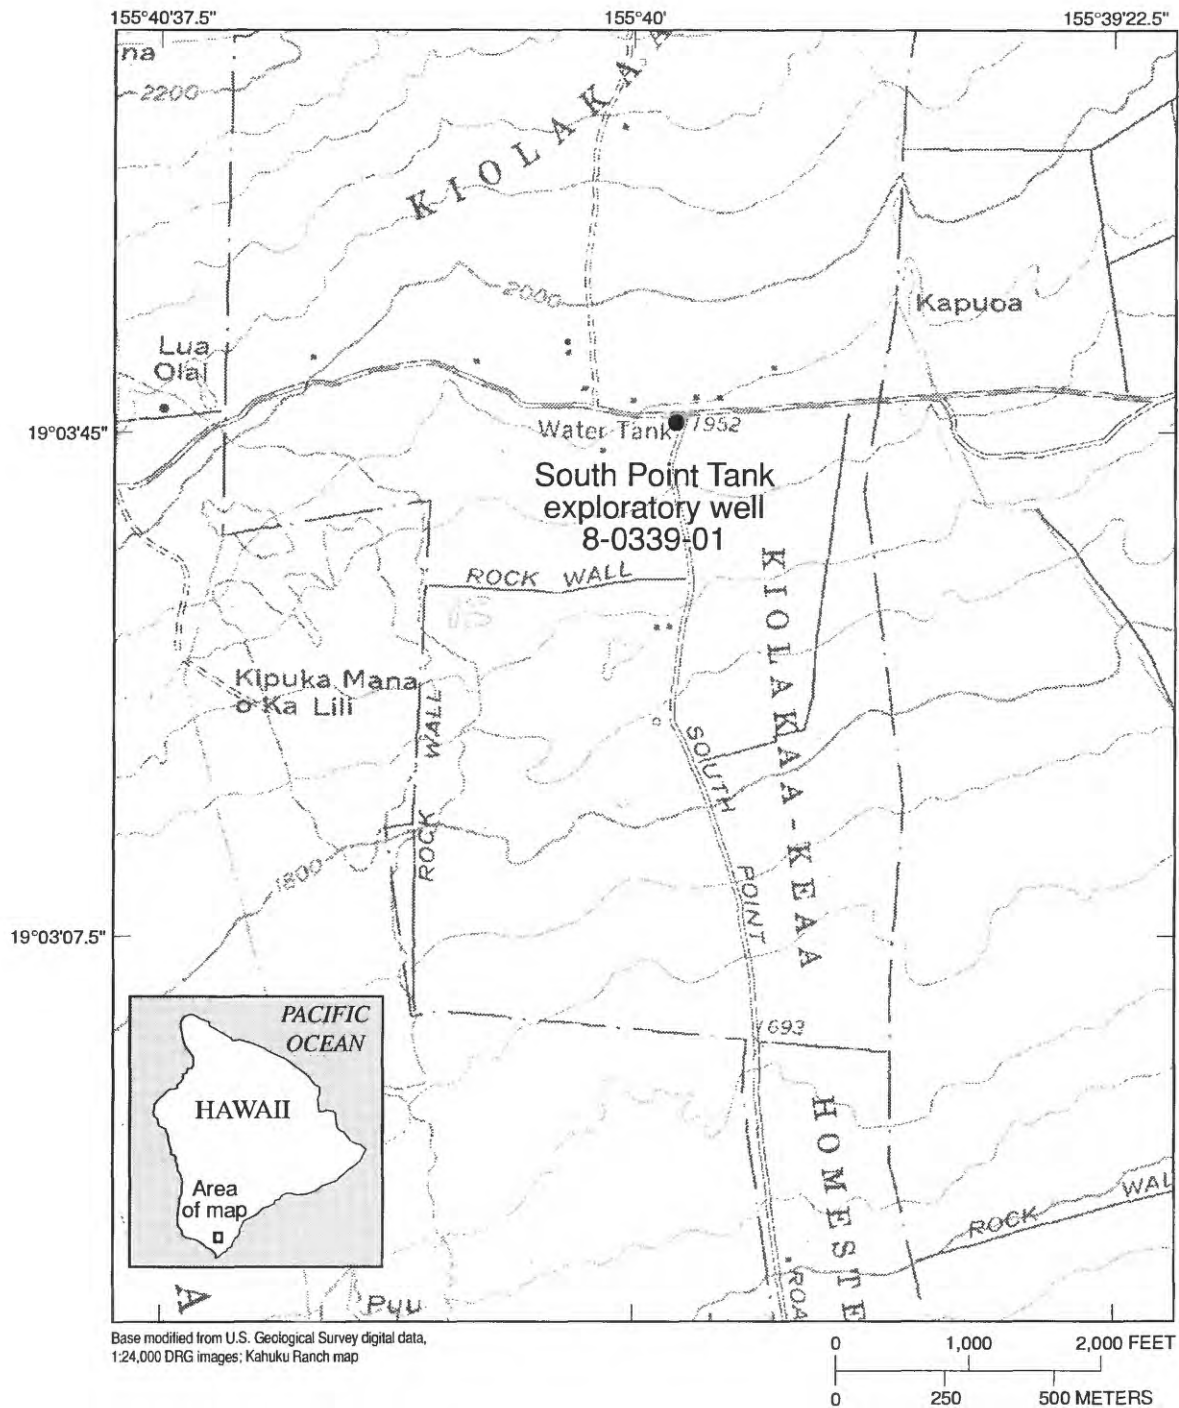 155°40'37.5"
155°40'
155°39'22.5"
na
2200
KIOLAKA
2000
Kapuoa
Lua
Olai
19°03'45"
Water Tank
1952
South Point Tank
exploratory well
8-0339-01
ROCK WALL
KIOLAKAA-KEAA
HOMESTE
Kipuka Mana
o Ka Lili
ROCK WALL
SOUTH POINT ROA
1800
19°03'07.5"
693
PACIFIC
OCEAN
HAWAII
Area
of map
ROCK WAL
A
Puu
Base modified from U.S. Geological Survey digital data,
1:24,000 DRG images; Kahuku Ranch map
0 1,000 2,000 FEET
0 250 500 METERS